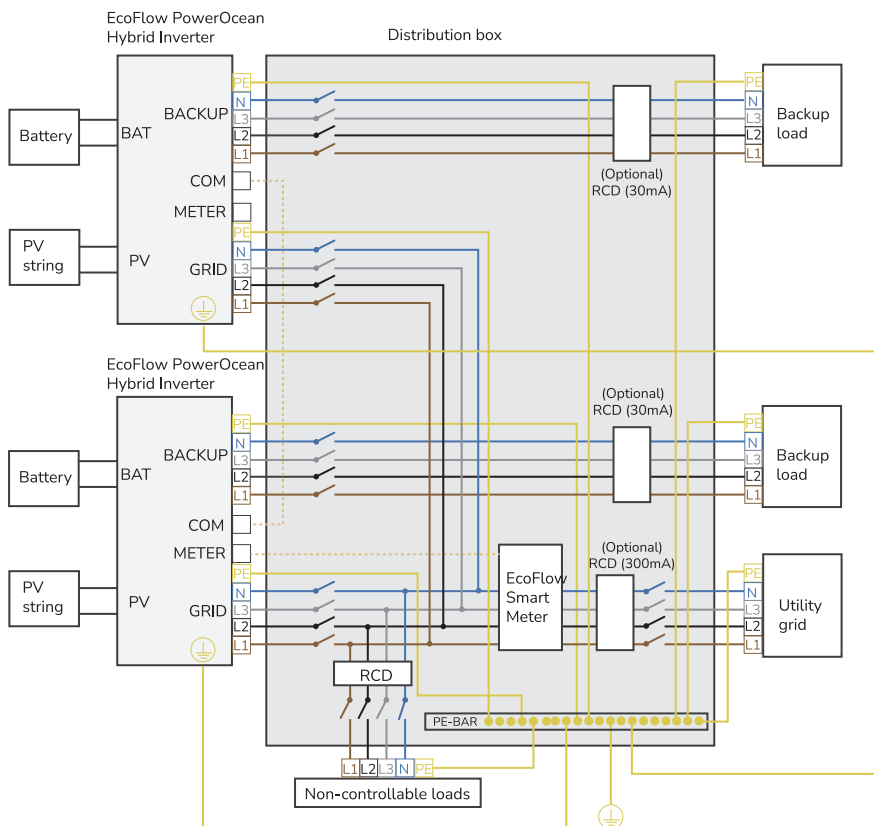 EcoFlow PowerOcean
Hybrid Inverter
Distribution box
Battery
BAT
BACKUP
PE
N
L3
L2
L1
COM
METER
PV
string
PV
GRID
PE
N
L3
L2
L1
(Optional)
RCD (30mA)
PE
N
L3
L2
L1
Backup
load
EcoFlow PowerOcean
Hybrid Inverter
Battery
BAT
BACKUP
PE
N
L3
L2
L1
COM
METER
PV
string
PV
GRID
PE
N
L3
L2
L1
(Optional)
RCD (30mA)
PE
N
L3
L2
L1
Backup
load
EcoFlow
Smart
Meter
(Optional)
RCD (300mA)
PE
N
L3
L2
L1
Utility
grid
RCD
PE-BAR
L1 L2 L3 N PE
Non-controllable loads